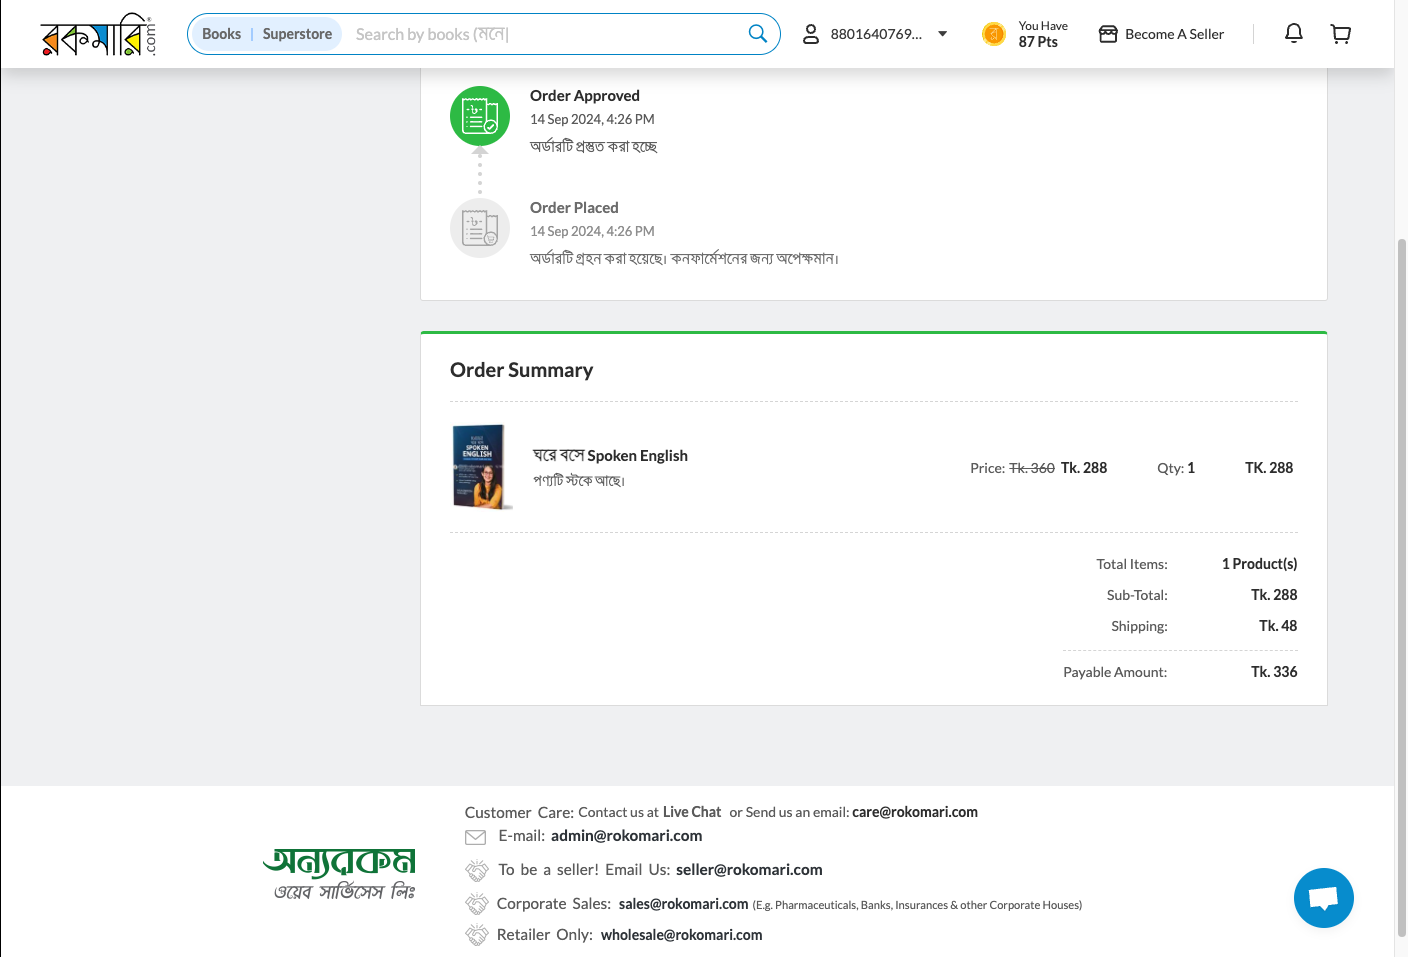 রকমারি.com
Books | Superstore
Search by books (মনে|
8801640769...
You Have
87 Pts
Become A Seller
Order Approved
14 Sep 2024, 4:26 PM
অর্ডারটি প্রস্তুত করা হচ্ছে
Order Placed
14 Sep 2024, 4:26 PM
অর্ডারটি গ্রহন করা হয়েছে। কনফার্মেশনের জন্য অপেক্ষমান।
Order Summary
SPOKEN
ENGLISH
ঘরে বসে Spoken English
পণ্যটি স্টকে আছে।
Price: Tk. 360 Tk. 288 Qty: 1 TK. 288
Total Items: 1 Product(s)
Sub-Total: Tk. 288
Shipping: Tk. 48
Payable Amount: Tk. 336
অন্যরকম
ওয়েব সার্ভিসেস লিঃ
Customer Care: Contact us at Live Chat or Send us an email: care@rokomari.com
E-mail: admin@rokomari.com
To be a seller! Email Us: seller@rokomari.com
Corporate Sales: sales@rokomari.com (E.g. Pharmaceuticals, Banks, Insurances & other Corporate Houses)
Retailer Only: wholesale@rokomari.com